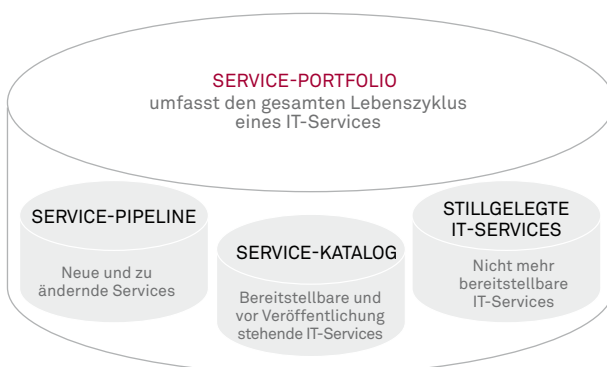 SERVICE-PORTFOLIO
umfasst den gesamten Lebenszyklus
eines IT-Services
SERVICE-PIPELINE
Neue und zu
ändernde Services
SERVICE-KATALOG
Bereitstellbare und
vor Veröffentlichung
stehende IT-Services
STILLGELEGTE
IT-SERVICES
Nicht mehr
bereitstellbare
IT-Services